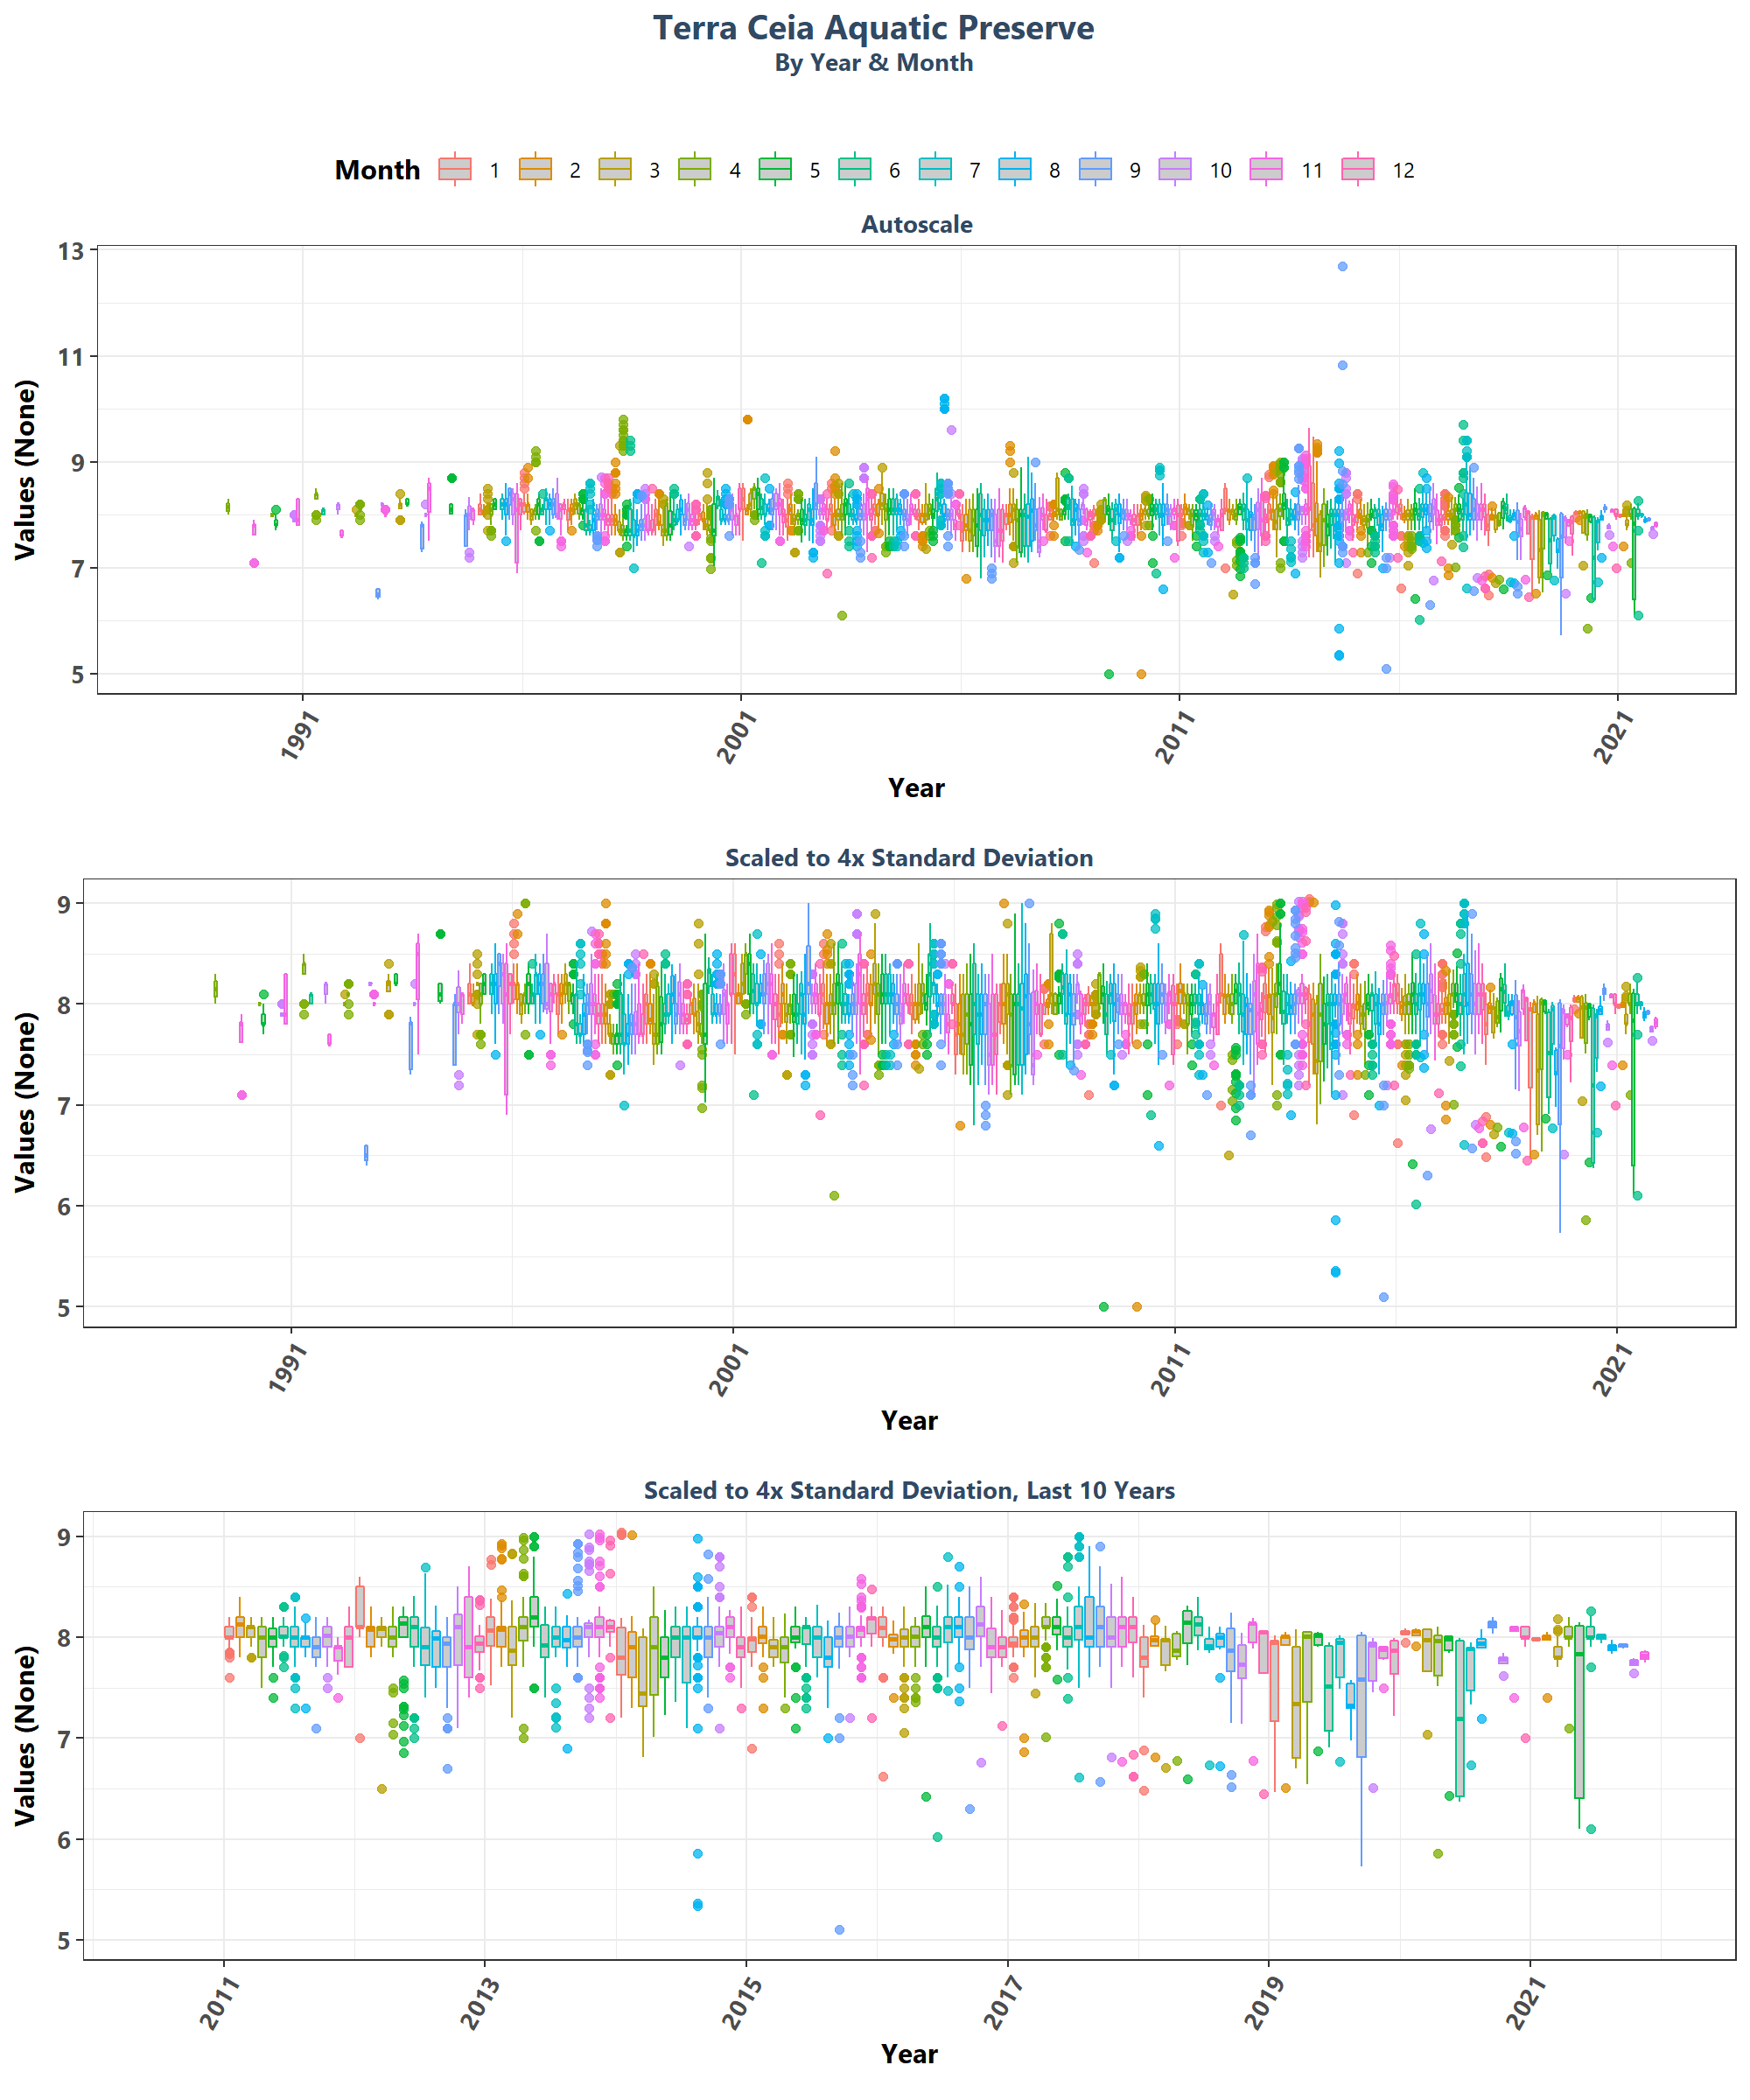 Terra Ceia Aquatic Preserve
By Year & Month
Month 1 2 3 4 5 6 7 8 9 10 11 12
Autoscale
13
11
9
7
5
Values (None)
1991 2001 2011 2021
Year
Scaled to 4x Standard Deviation
9
8
7
6
5
Values (None)
1991 2001 2011 2021
Year
Scaled to 4x Standard Deviation, Last 10 Years
9
8
7
6
5
Values (None)
2011 2013 2015 2017 2019 2021
Year